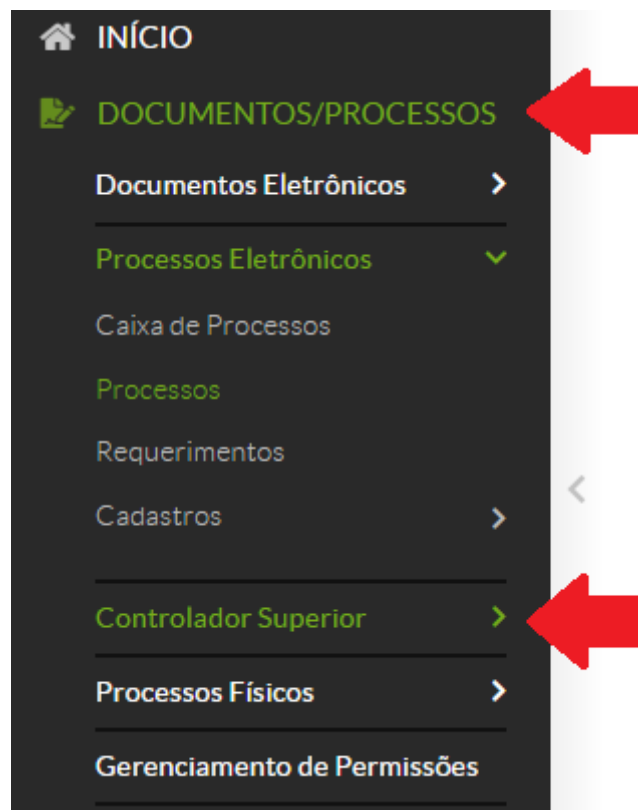 INÍCIO
DOCUMENTOS/PROCESSOS
Documentos Eletrônicos
Processos Eletrônicos
Caixa de Processos
Processos
Requerimentos
Cadastros
Controlador Superior
Processos Físicos
Gerenciamento de Permissões